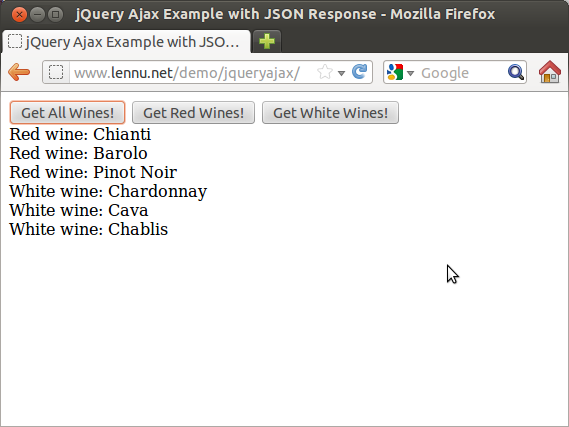 jQuery Ajax Example with JSON Response - Mozilla Firefox
jQuery Ajax Example with JSO...
www.lennu.net/demo/jqueryajax/ Google
Get All Wines! Get Red Wines! Get White Wines!
Red wine: Chianti
Red wine: Barolo
Red wine: Pinot Noir
White wine: Chardonnay
White wine: Cava
White wine: Chablis